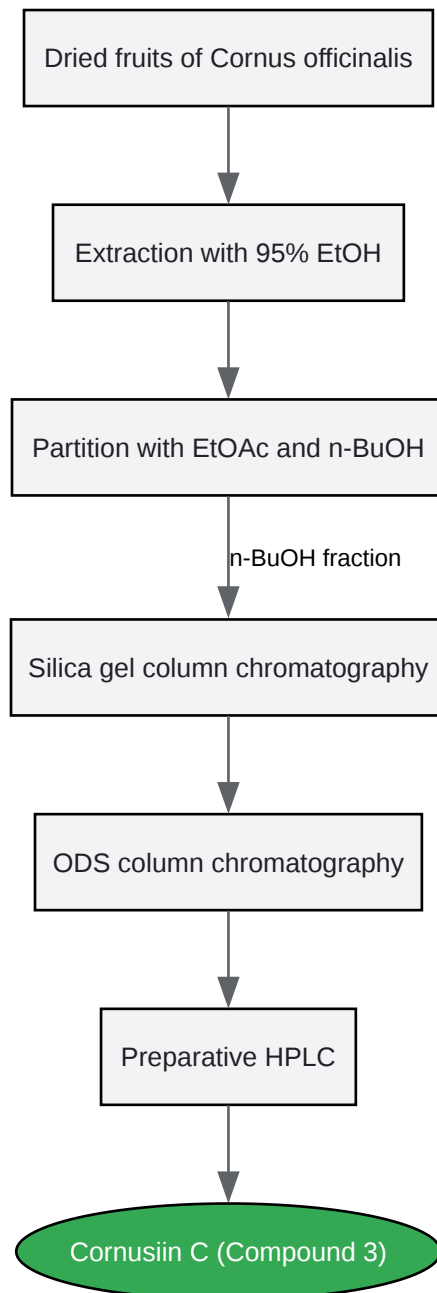 Dried fruits of Cornus officinalis
Extraction with 95% EtOH
Partition with EtOAc and n-BuOH
n-BuOH fraction
Silica gel column chromatography
ODS column chromatography
Preparative HPLC
Cornusiin C (Compound 3)